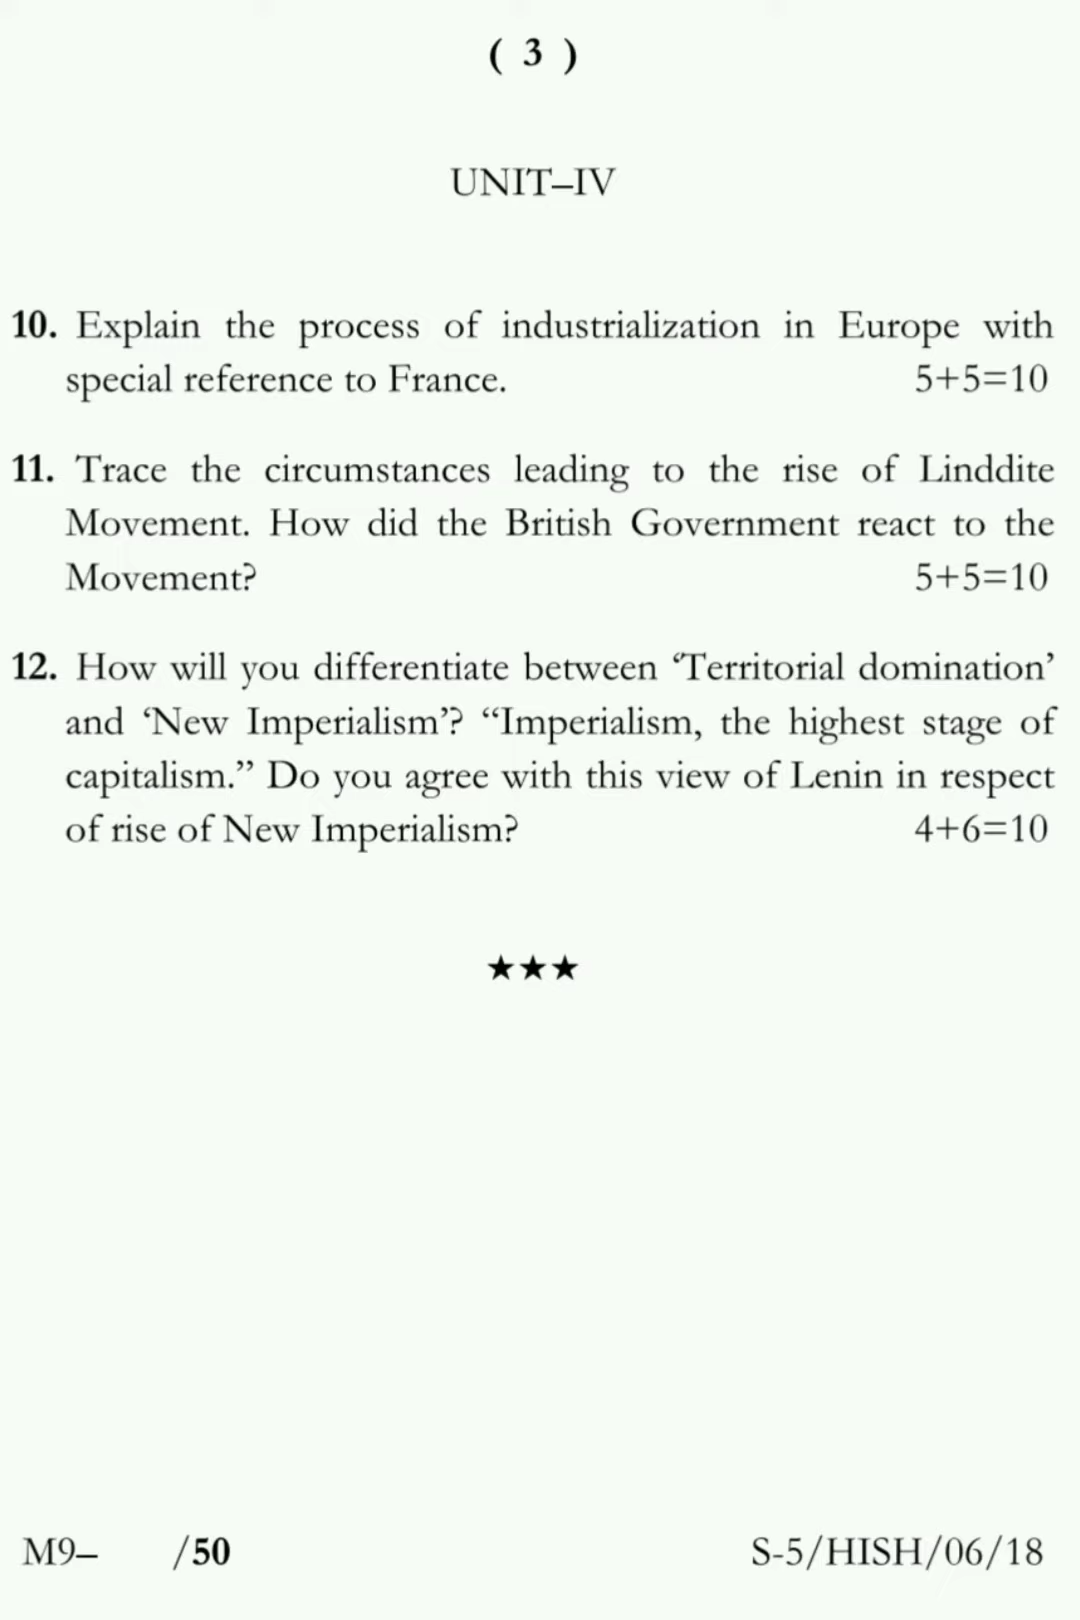 ( 3 )
UNIT–IV
10. Explain the process of industrialization in Europe with
special reference to France. 5+5=10
11. Trace the circumstances leading to the rise of Linddite
Movement. How did the British Government react to the
Movement? 5+5=10
12. How will you differentiate between ‘Territorial domination’
and ‘New Imperialism’? “Imperialism, the highest stage of
capitalism.” Do you agree with this view of Lenin in respect
of rise of New Imperialism? 4+6=10
★★★
M9– /50 S-5/HISH/06/18